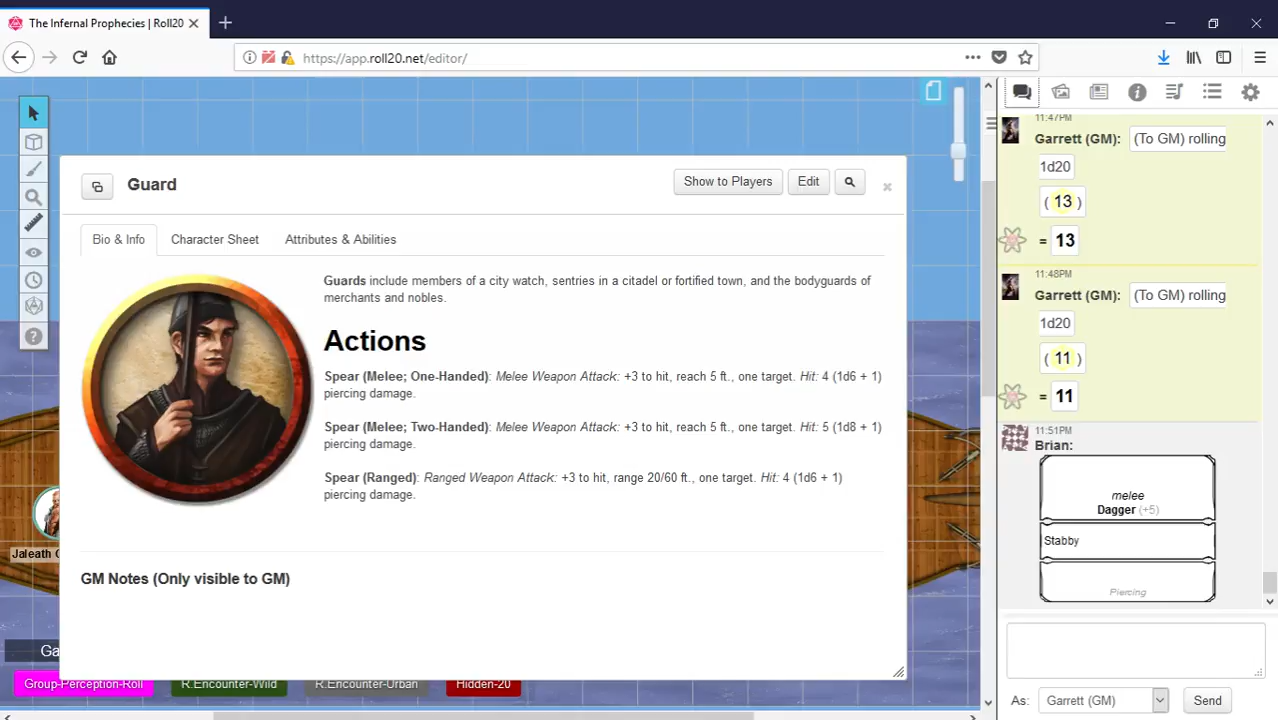 The Infernal Prophecies | Roll20
https://app.roll20.net/editor/
Guard
Show to Players
Edit
Bio & Info
Character Sheet
Attributes & Abilities
Guards include members of a city watch, sentries in a citadel or fortified town, and the bodyguards of
merchants and nobles.
Actions
Spear (Melee; One-Handed): Melee Weapon Attack: +3 to hit, reach 5 ft., one target. Hit: 4 (1d6 + 1)
piercing damage.
Spear (Melee; Two-Handed): Melee Weapon Attack: +3 to hit, reach 5 ft., one target. Hit: 5 (1d8 + 1)
piercing damage.
Spear (Ranged): Ranged Weapon Attack: +3 to hit, range 20/60 ft., one target. Hit: 4 (1d6 + 1)
piercing damage.
GM Notes (Only visible to GM)
Jaleath
Ga
Group-Perception-Roll
R.Encounter-Wild
R.Encounter-Urban
Hidden-20
11:47PM
Garrett (GM): (To GM) rolling
1d20
( 13 )
= 13
11:48PM
Garrett (GM): (To GM) rolling
1d20
( 11 )
= 11
11:51PM
Brian:
melee
Dagger (+5)
Stabby
Piercing
As: Garrett (GM)
Send